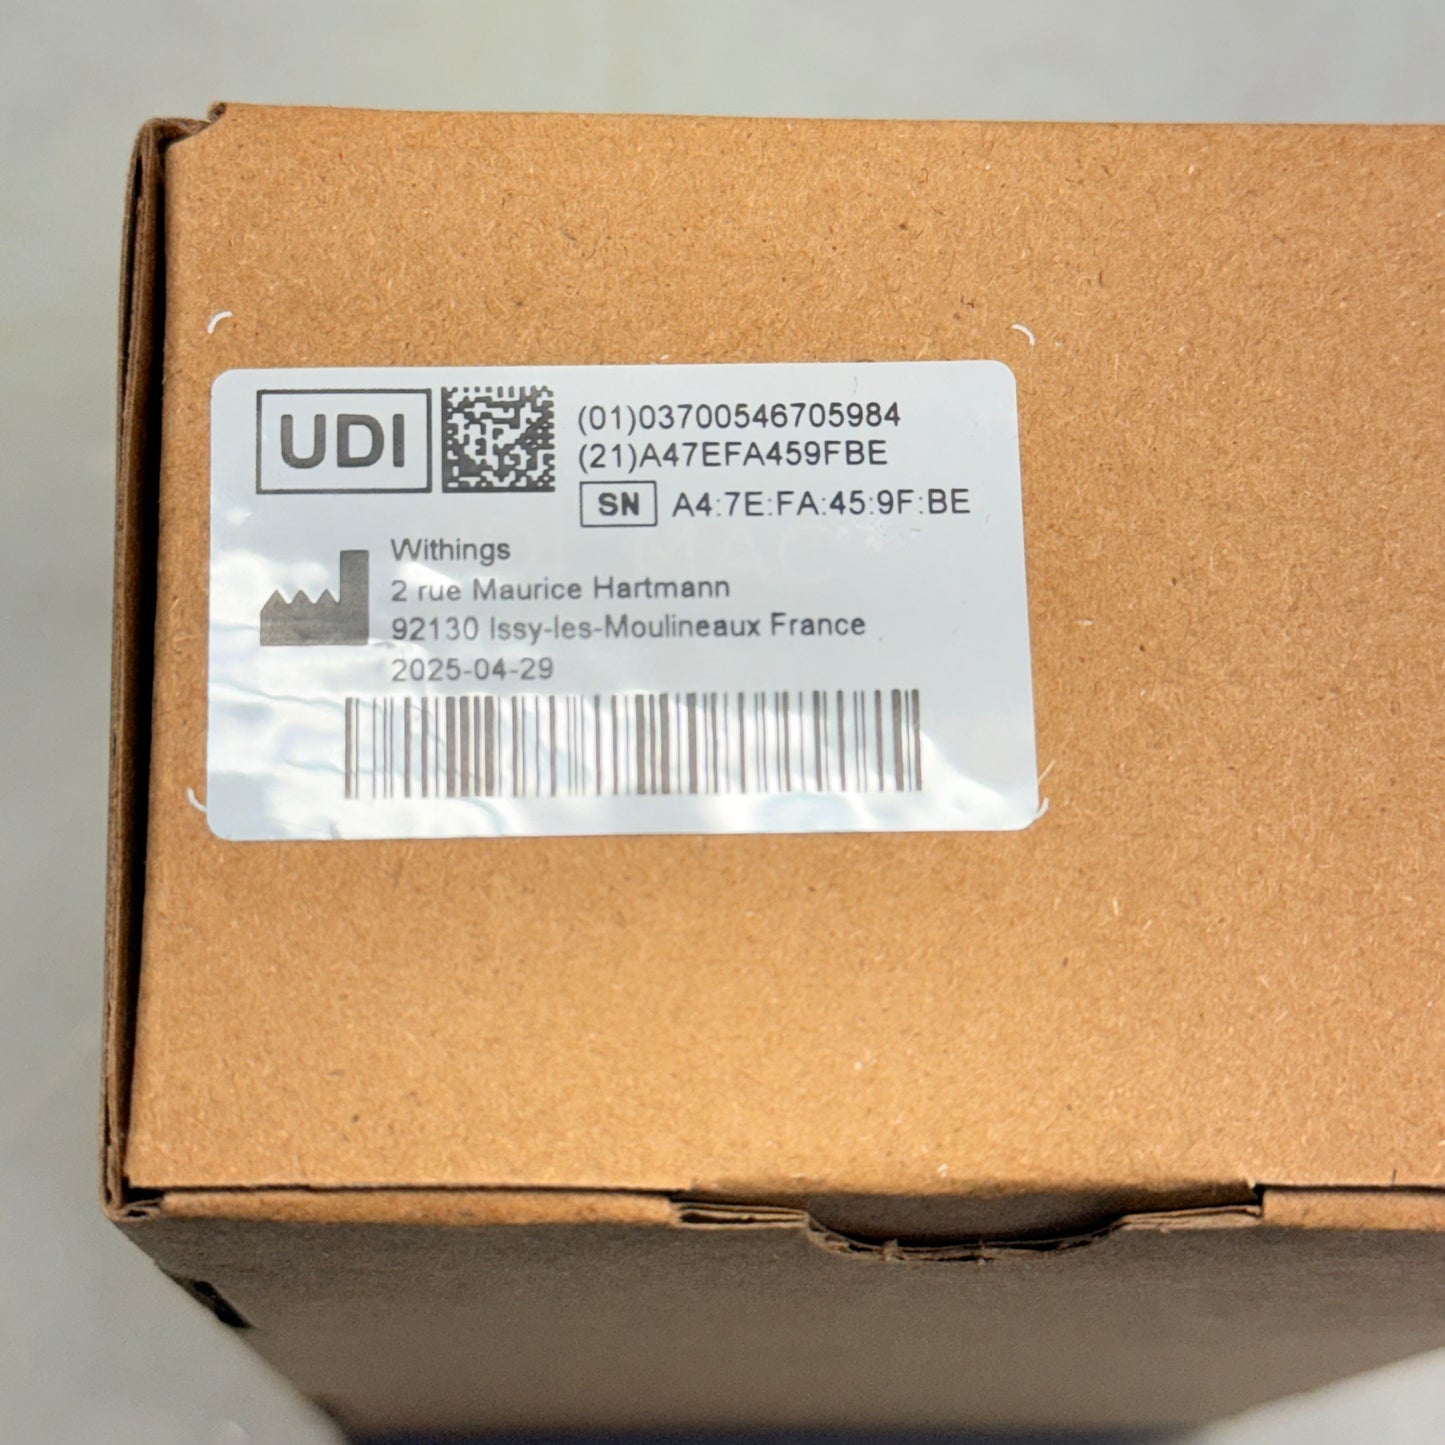 UDI
(01)03700546705984
(21)A47EFA459FBE
SN A4:7E:FA:45:9F:BE
Withings
2 rue Maurice Hartmann
92130 Issy-les-Moulineaux France
2025-04-29